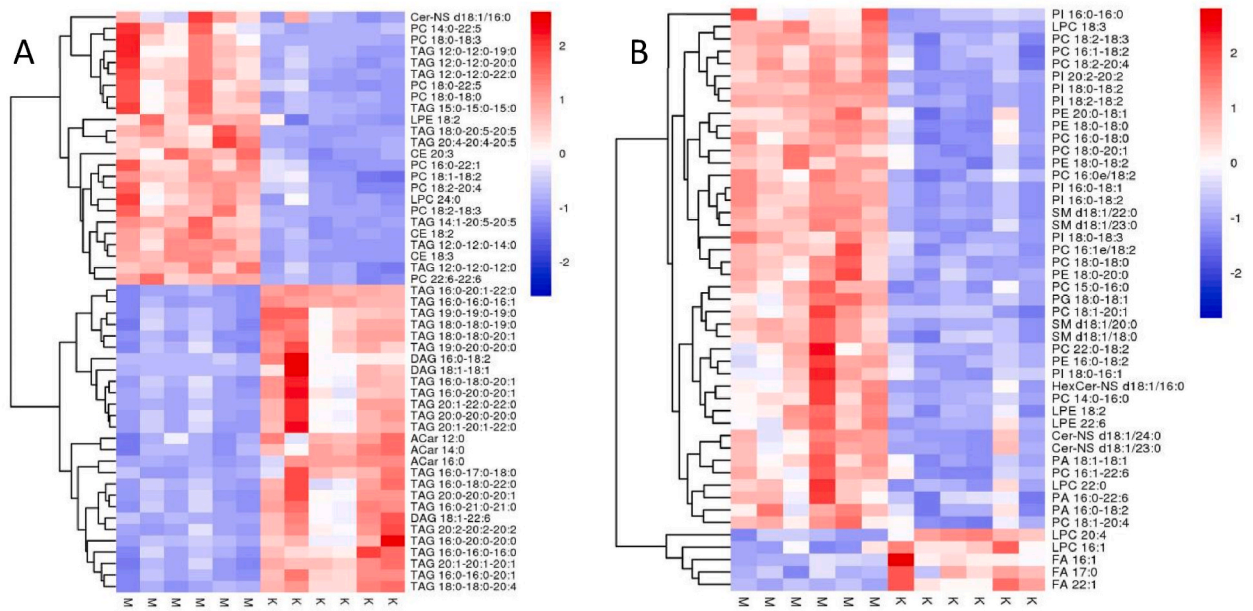 A
Cer-NS d18:1/16:0
PC 14:0-22:5
PC 18:0-18:3
TAG 12:0-12:0-19:0
TAG 12:0-12:0-20:0
TAG 12:0-12:0-22:0
PC 18:0-22:5
PC 18:0-18:0
TAG 15:0-15:0-15:0
LPE 18:2
TAG 18:0-20:5-20:5
TAG 20:4-20:4-20:5
CE 20:3
PC 16:0-22:1
PC 18:1-18:2
PC 18:2-20:4
LPC 24:0
PC 18:2-18:3
TAG 14:1-20:5-20:5
CE 18:2
TAG 12:0-12:0-14:0
CE 18:3
TAG 12:0-12:0-12:0
PC 22:6-22:6
TAG 16:0-20:1-22:0
TAG 16:0-16:0-16:1
TAG 19:0-19:0-19:0
TAG 18:0-18:0-19:0
TAG 18:0-18:0-20:1
TAG 19:0-20:0-20:0
DAG 16:0-18:2
DAG 18:1-18:1
TAG 16:0-18:0-20:1
TAG 16:0-20:0-20:1
TAG 20:1-22:0-22:0
TAG 20:0-20:0-20:0
TAG 20:1-20:1-22:0
ACar 12:0
ACar 14:0
ACar 16:0
TAG 16:0-17:0-18:0
TAG 16:0-18:0-22:0
TAG 20:0-20:0-20:1
TAG 16:0-21:0-21:0
DAG 18:1-22:6
TAG 20:2-20:2-20:2
TAG 16:0-20:0-20:0
TAG 16:0-16:0-16:0
TAG 20:1-20:1-20:1
TAG 16:0-16:0-20:1
TAG 18:0-18:0-20:4
M M M M M M K K K K K K
2
1
0
-1
-2
B
PI 16:0-16:0
LPC 18:3
PC 18:2-18:3
PC 16:1-18:2
PC 18:2-20:4
PI 20:2-20:2
PI 18:0-18:2
PI 18:2-18:2
PE 20:0-18:1
PE 18:0-18:0
PC 16:0-18:0
PC 18:0-20:1
PE 18:0-18:2
PC 16:0e/18:2
PI 16:0-18:1
PI 16:0-18:2
SM d18:1/22:0
SM d18:1/23:0
PI 18:0-18:3
PC 16:1e/18:2
PC 18:0-18:0
PE 18:0-20:0
PC 15:0-16:0
PG 18:0-18:1
PC 18:1-20:1
SM d18:1/20:0
SM d18:1/18:0
PC 22:0-18:2
PE 16:0-18:2
PI 18:0-16:1
HexCer-NS d18:1/16:0
PC 14:0-16:0
LPE 18:2
LPE 22:6
Cer-NS d18:1/24:0
Cer-NS d18:1/23:0
PA 18:1-18:1
PC 16:1-22:6
LPC 22:0
PA 16:0-22:6
PA 16:0-18:2
PC 18:1-20:4
LPC 20:4
LPC 16:1
FA 16:1
FA 17:0
FA 22:1
M M M M M M K K K K K K
2
1
0
-1
-2